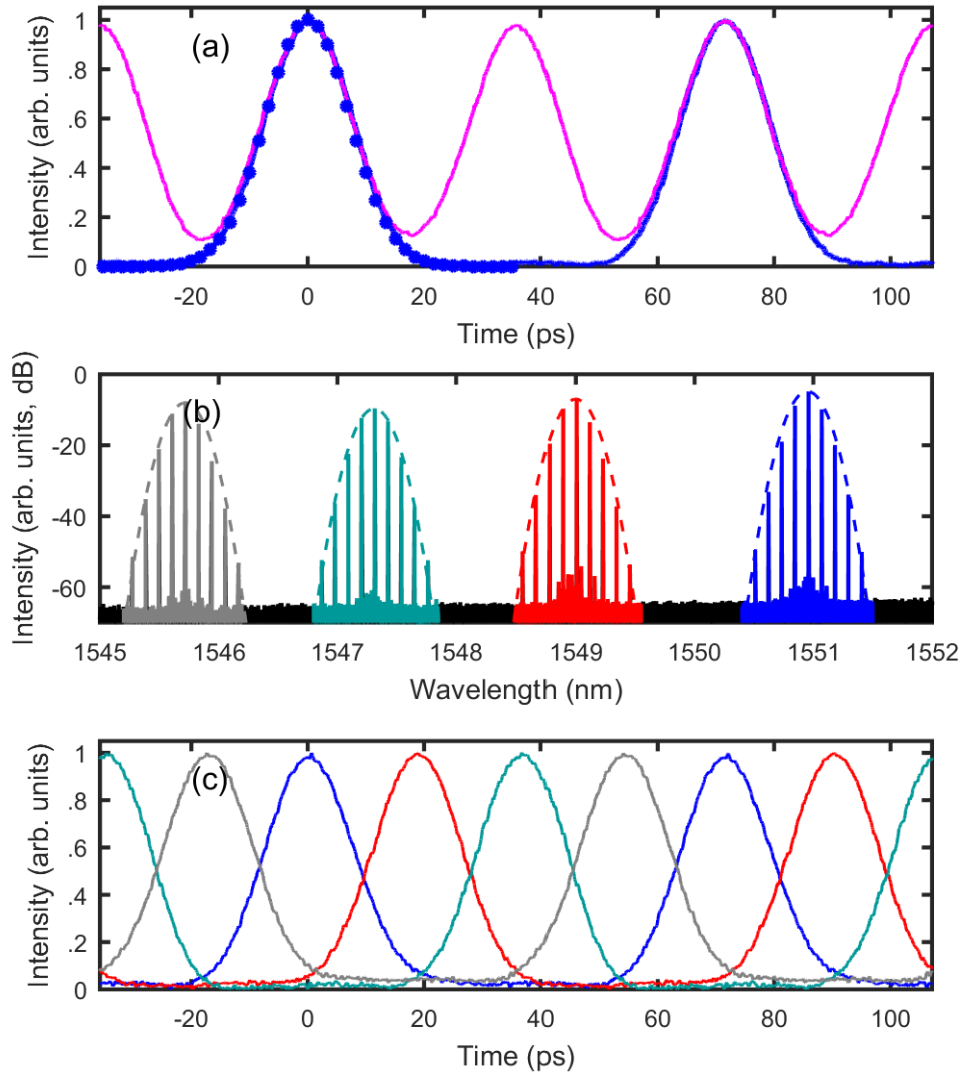 (a)
Intensity (arb. units)
1
.8
.6
.4
.2
0
-20 0 20 40 60 80 100
Time (ps)
(b)
Intensity (arb. units, dB)
0
-20
-40
-60
1545 1546 1547 1548 1549 1550 1551 1552
Wavelength (nm)
(c)
Intensity (arb. units)
1
.8
.6
.4
.2
0
-20 0 20 40 60 80 100
Time (ps)